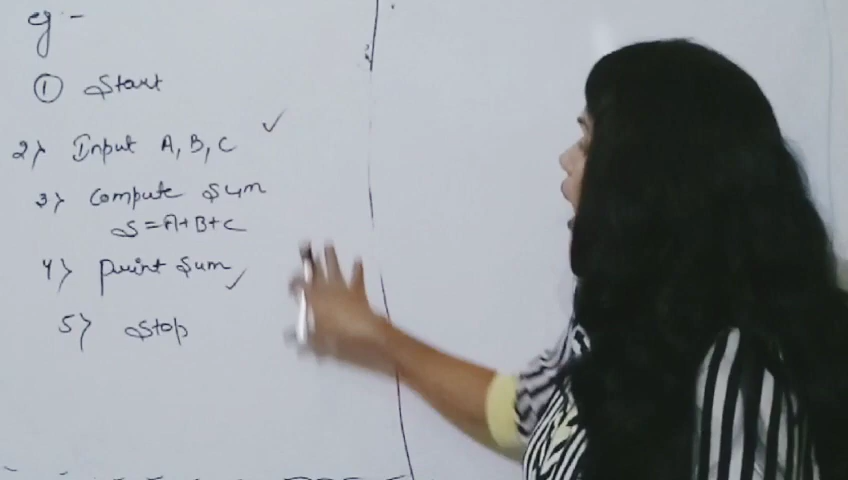 eg -
① Start
2> Input A, B, C ✓
3> Compute Sum
S = A+B+C
4> print Sum ✓
5> Stop